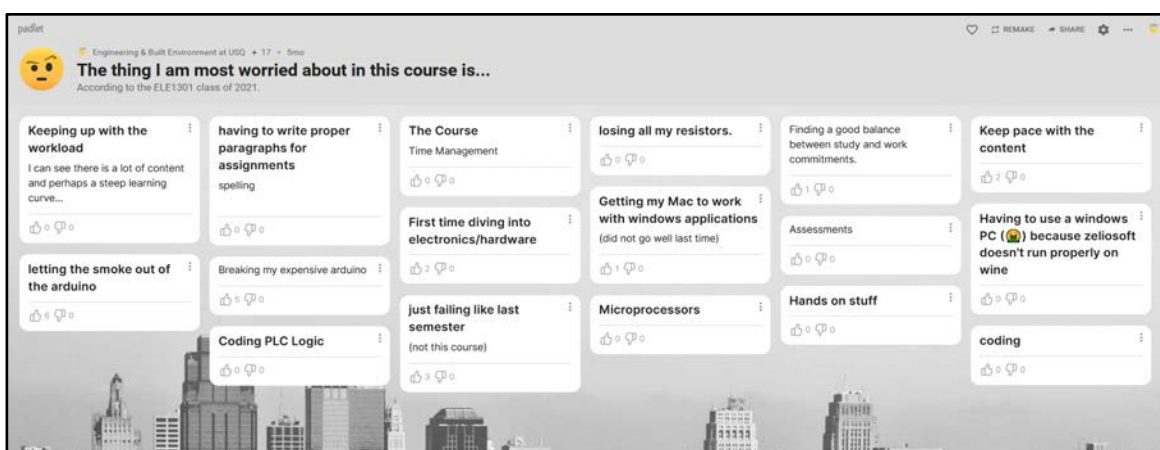 padlet
REMAKE
SHARE
Engineering & Built Environment at USQ + 17 • 5mo
The thing I am most worried about in this course is...
According to the ELE1301 class of 2021.
Keeping up with the
workload
I can see there is a lot of content
and perhaps a steep learning
curve...
0 0
letting the smoke out of
the arduino
6 0
having to write proper
paragraphs for
assignments
spelling
0 0
Breaking my expensive arduino
5 0
Coding PLC Logic
0 0
The Course
Time Management
0 0
First time diving into
electronics/hardware
2 0
just failing like last
semester
(not this course)
3 0
losing all my resistors.
0 0
Getting my Mac to work
with windows applications
(did not go well last time)
1 0
Microprocessors
0 0
Finding a good balance
between study and work
commitments.
1 0
Assessments
0 0
Hands on stuff
0 0
Keep pace with the
content
2 0
Having to use a windows
PC (🤮) because zeliosoft
doesn't run properly on
wine
0 0
coding
0 0